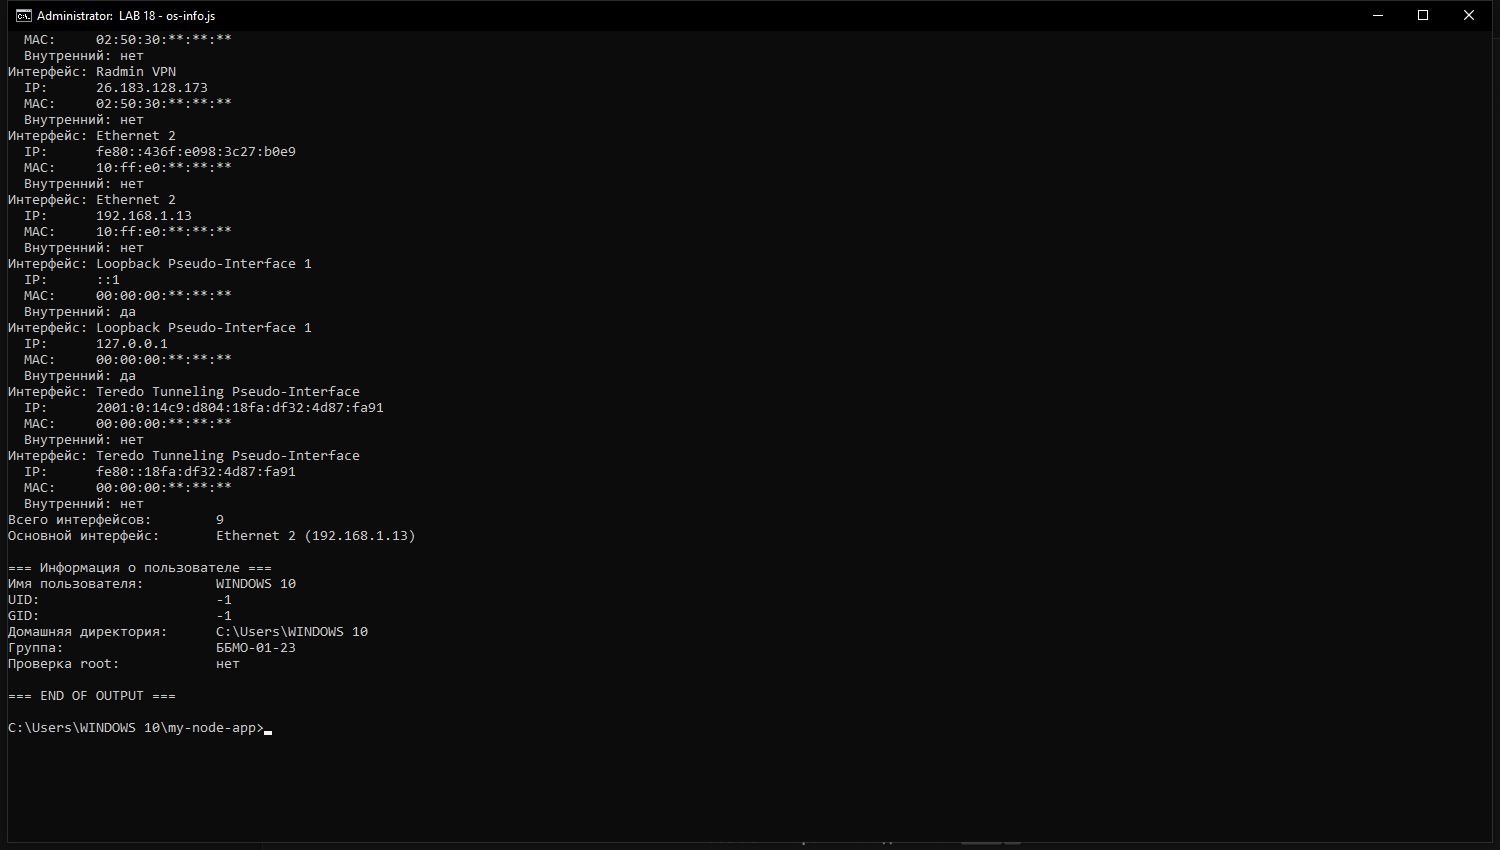 Administrator: LAB 18 - os-info.js
MAC: 02:50:30:**:**:**
Внутренний: нет
Интерфейс: Radmin VPN
IP: 26.183.128.173
MAC: 02:50:30:**:**:**
Внутренний: нет
Интерфейс: Ethernet 2
IP: fe80::436f:e098:3c27:b0e9
MAC: 10:ff:e0:**:**:**
Внутренний: нет
Интерфейс: Ethernet 2
IP: 192.168.1.13
MAC: 10:ff:e0:**:**:**
Внутренний: нет
Интерфейс: Loopback Pseudo-Interface 1
IP: ::1
MAC: 00:00:00:**:**:**
Внутренний: да
Интерфейс: Loopback Pseudo-Interface 1
IP: 127.0.0.1
MAC: 00:00:00:**:**:**
Внутренний: да
Интерфейс: Teredo Tunneling Pseudo-Interface
IP: 2001:0:14c9:d804:18fa:df32:4d87:fa91
MAC: 00:00:00:**:**:**
Внутренний: нет
Интерфейс: Teredo Tunneling Pseudo-Interface
IP: fe80::18fa:df32:4d87:fa91
MAC: 00:00:00:**:**:**
Внутренний: нет
Всего интерфейсов: 9
Основной интерфейс: Ethernet 2 (192.168.1.13)
=== Информация о пользователе ===
Имя пользователя: WINDOWS 10
UID: -1
GID: -1
Домашняя директория: C:\Users\WINDOWS 10
Группа: ББМО-01-23
Проверка root: нет
=== END OF OUTPUT ===
C:\Users\WINDOWS 10\my-node-app>